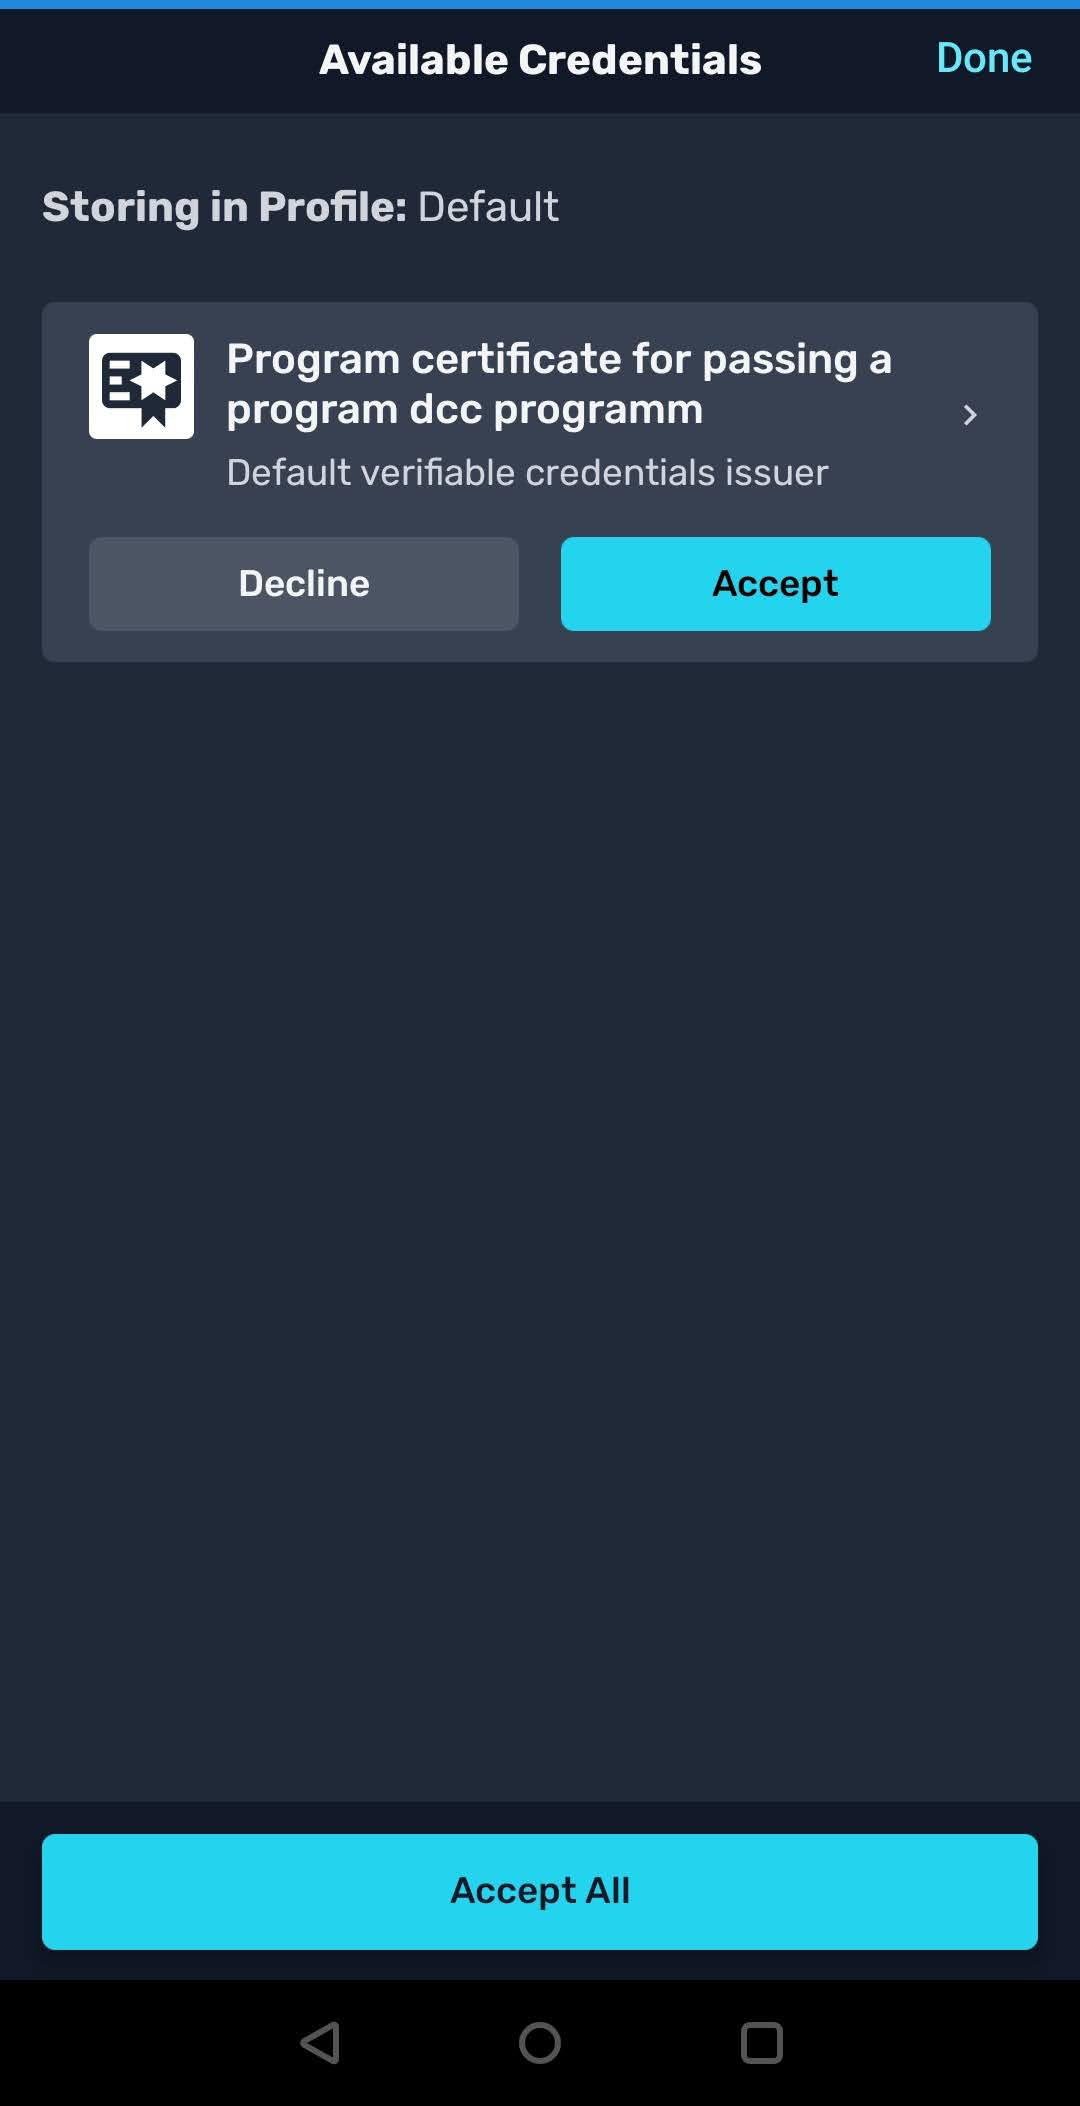 Available Credentials
Done
Storing in Profile: Default
Program certificate for passing a
program dcc programm
Default verifiable credentials issuer
Decline
Accept
Accept All